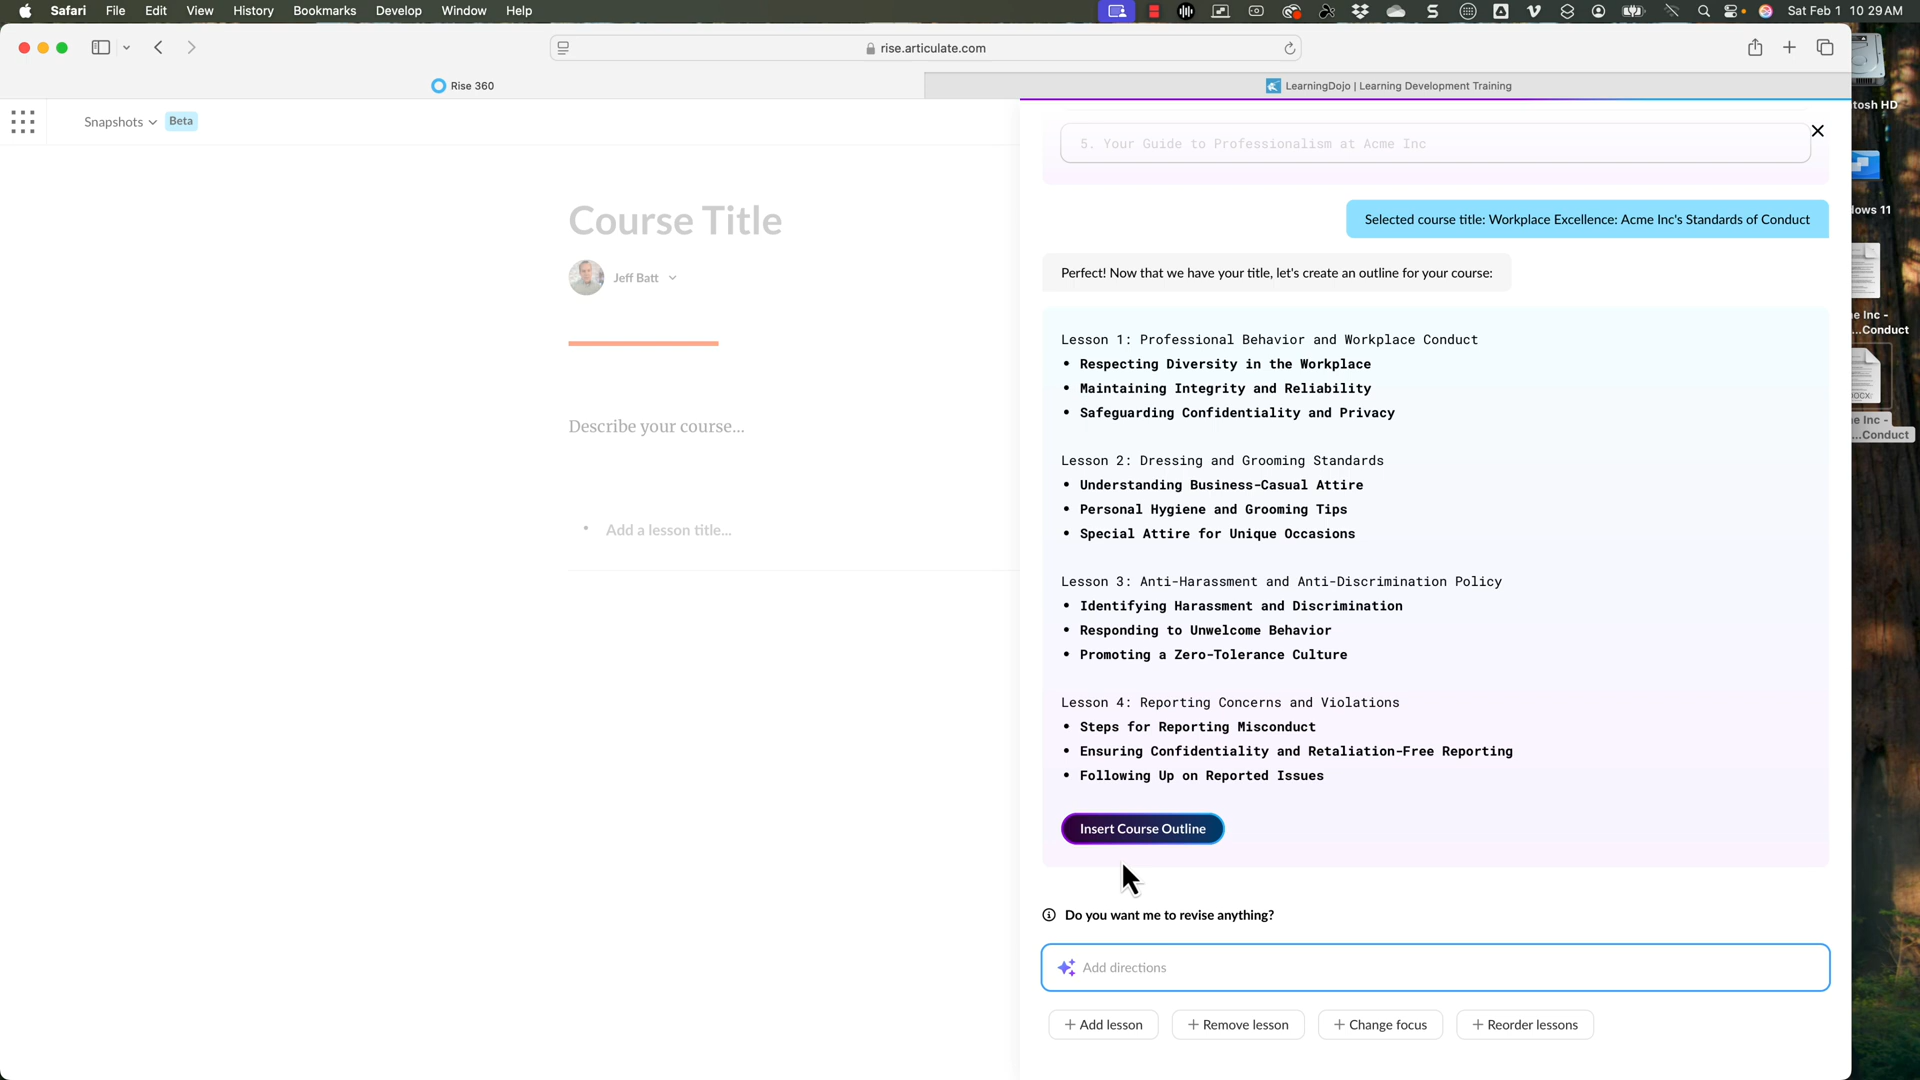 Safari File Edit View History Bookmarks Develop Window Help Sat Feb 1 10 29 AM
rise.articulate.com
Rise 360
LearningDojo | Learning Development Training
tosh HD
Snapshots Beta
5. Your Guide to Professionalism at Acme Inc
lows 11
Course Title
Selected course title: Workplace Excellence: Acme Inc's Standards of Conduct
Jeff Batt
Perfect! Now that we have your title, let's create an outline for your course:
e Inc -
...Conduct
Lesson 1: Professional Behavior and Workplace Conduct
• Respecting Diversity in the Workplace
• Maintaining Integrity and Reliability
• Safeguarding Confidentiality and Privacy
DOCX
e Inc -
...Conduct
Describe your course...
Lesson 2: Dressing and Grooming Standards
• Understanding Business-Casual Attire
• Personal Hygiene and Grooming Tips
• Special Attire for Unique Occasions
• Add a lesson title...
Lesson 3: Anti-Harassment and Anti-Discrimination Policy
• Identifying Harassment and Discrimination
• Responding to Unwelcome Behavior
• Promoting a Zero-Tolerance Culture
Lesson 4: Reporting Concerns and Violations
• Steps for Reporting Misconduct
• Ensuring Confidentiality and Retaliation-Free Reporting
• Following Up on Reported Issues
Insert Course Outline
Do you want me to revise anything?
Add directions
+ Add lesson + Remove lesson + Change focus + Reorder lessons